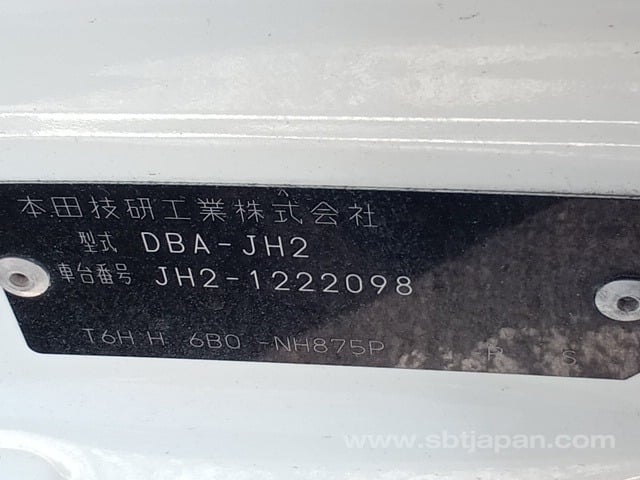 本田技研工業株式会社
型式 DBA-JH2
車台番号 JH2-1222098
T6H H 6B0 -NH875P P S
www.sbtjapan.com